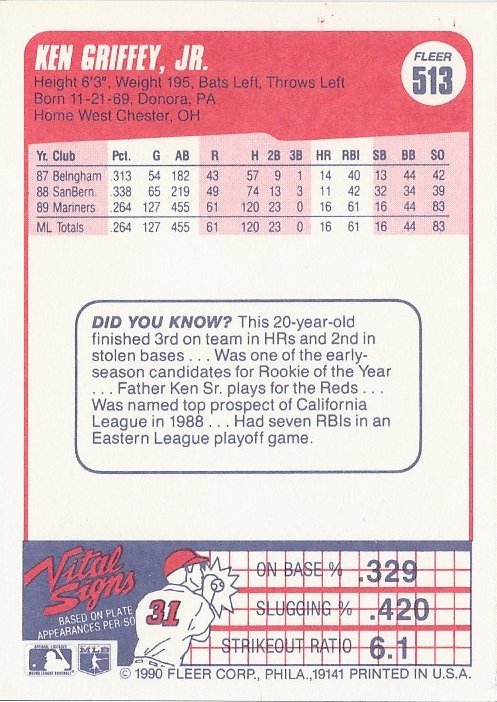 KEN GRIFFEY, JR.
FLEER
513
Height 6'3", Weight 195, Bats Left, Throws Left
Born 11-21-69, Donora, PA
Home West Chester, OH
Yr. Club Pct. G AB R H 2B 3B HR RBI SB BB SO
87 Belngham .313 54 182 43 57 9 1 14 40 13 44 42
88 SanBern. .338 65 219 49 74 13 3 11 42 32 34 39
89 Mariners .264 127 455 61 120 23 0 16 61 16 44 83
ML Totals .264 127 455 61 120 23 0 16 61 16 44 83
DID YOU KNOW? This 20-year-old
finished 3rd on team in HRs and 2nd in
stolen bases . . . Was one of the early-
season candidates for Rookie of the Year
. . . Father Ken Sr. plays for the Reds . . .
Was named top prospect of California
League in 1988 . . . Had seven RBIs in an
Eastern League playoff game.
Vital
Signs
BASED ON PLATE
APPEARANCES PER SO
31
ON BASE % .329
SLUGGING % .420
STRIKEOUT RATIO 6.1
MLB
© 1990 FLEER CORP., PHILA.,19141 PRINTED IN U.S.A.